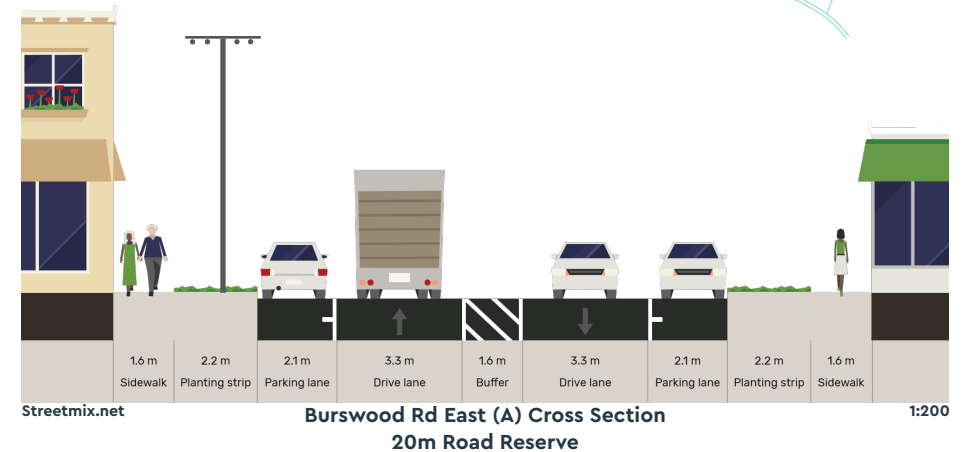 1.6 m 2.2 m 2.1 m 3.3 m 1.6 m 3.3 m 2.1 m 2.2 m 1.6 m
Sidewalk Planting strip Parking lane Drive lane Buffer Drive lane Parking lane Planting strip Sidewalk
Streetmix.net Burswood Rd East (A) Cross Section 1:200
20m Road Reserve